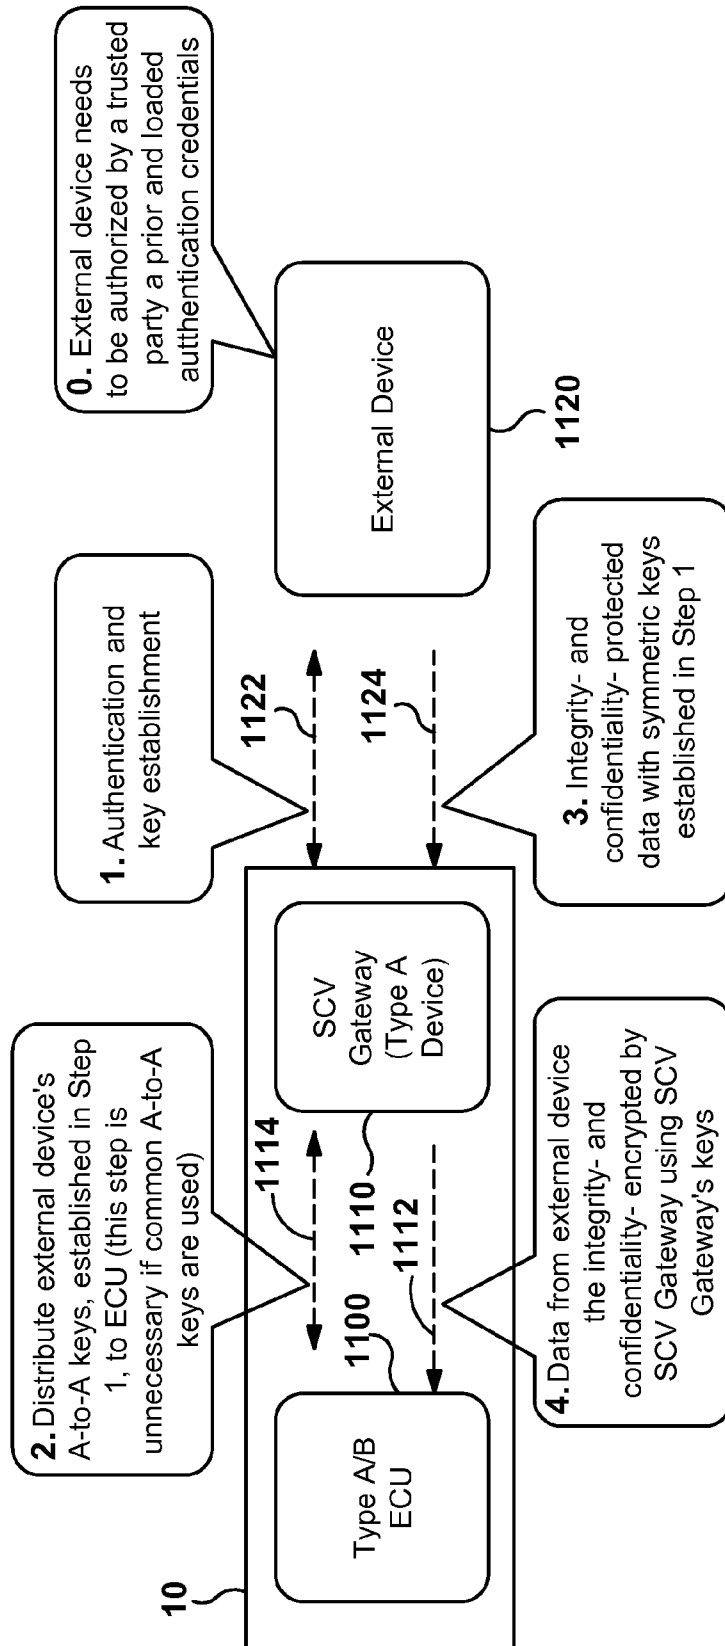 2. Distribute external device's
A-to-A keys, established in Step
1, to ECU (this step is
unnecessary if common A-to-A
keys are used)
1. Authentication and
key establishment
0. External device needs
to be authorized by a trusted
party a prior and loaded
autthentication credentials
10
Type A/B
ECU
1100
1114
1110
1112
SCV
Gateway
(Type A
Device)
1122
1124
External Device
1120
4. Data from external device
the integrity- and
confidentiality- encrypted by
SCV Gateway using SCV
Gateway's keys
3. Integrity- and
confidentiality- protected
data with symmetric keys
established in Step 1